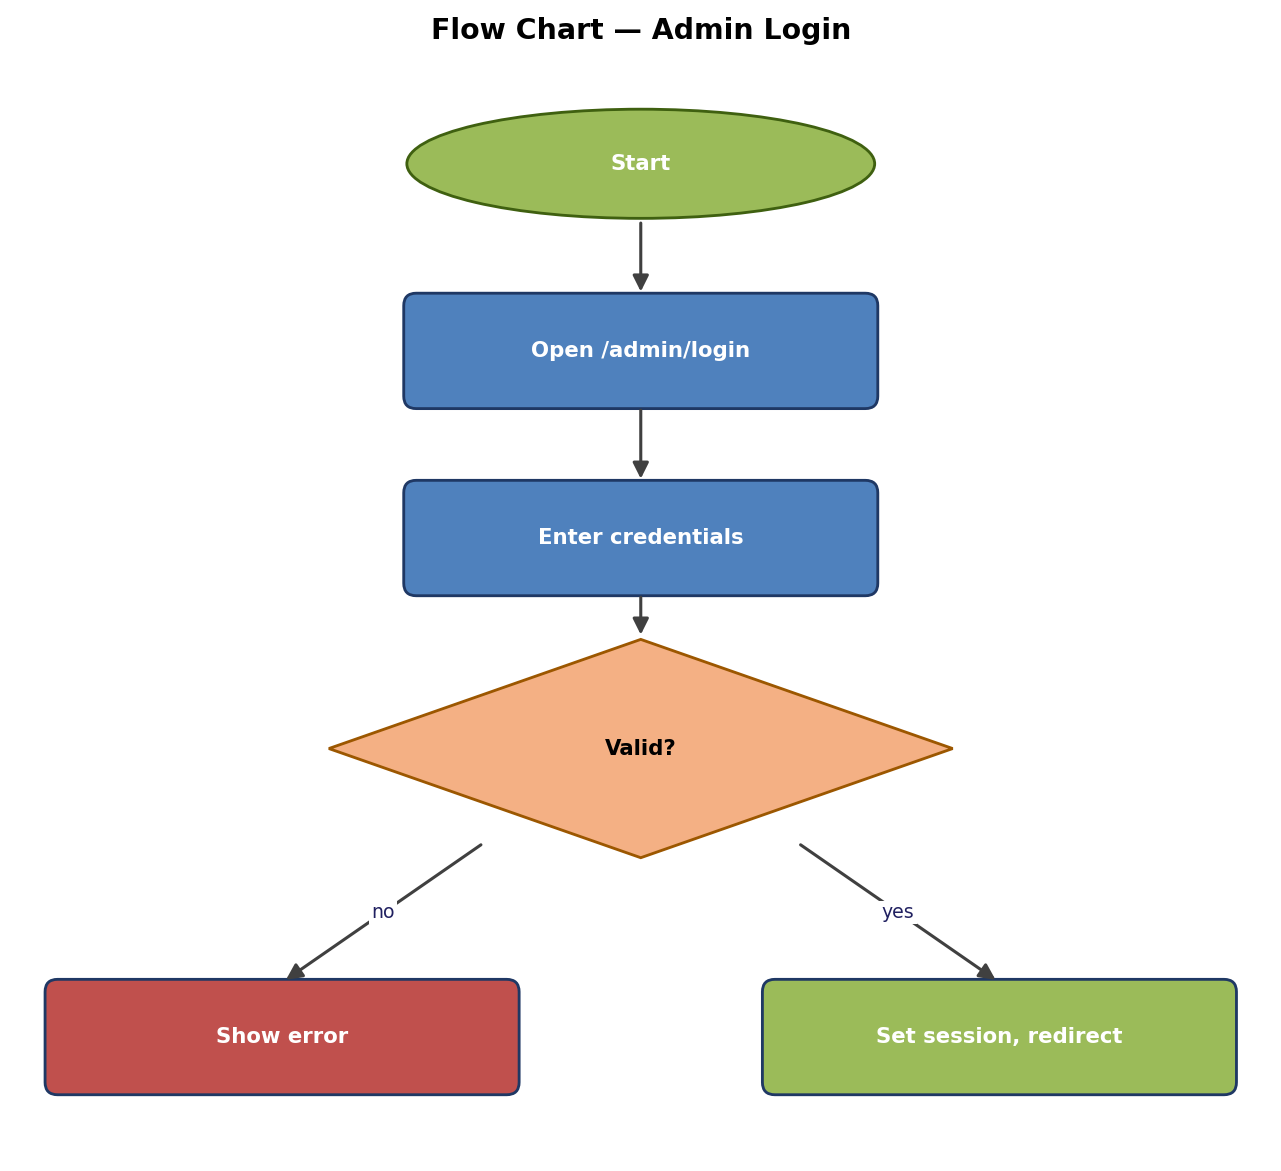 Flow Chart — Admin Login
Start
Open /admin/login
Enter credentials
Valid?
no
yes
Show error
Set session, redirect